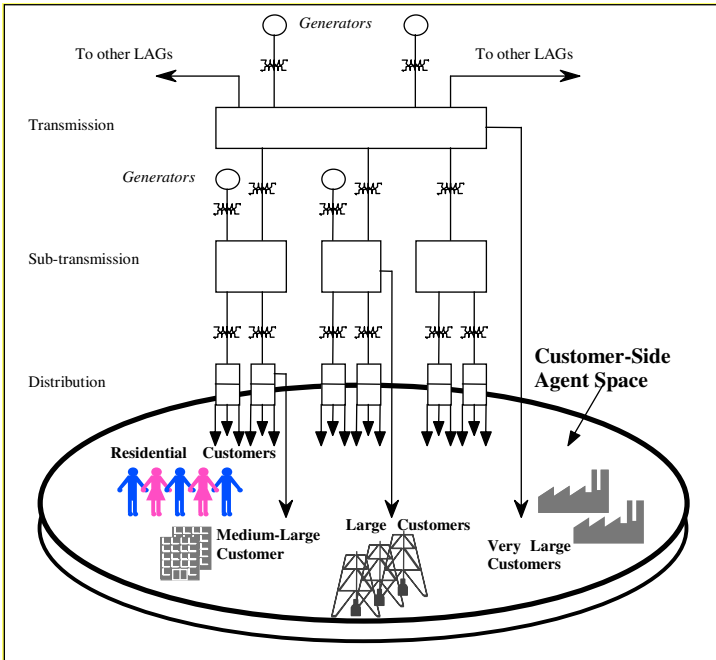 Generators
To other LAGs
To other LAGs
Transmission
Generators
Sub-transmission
Customer-Side
Agent Space
Distribution
Residential Customers
Medium-Large
Customer
Large Customers
Very Large
Customers